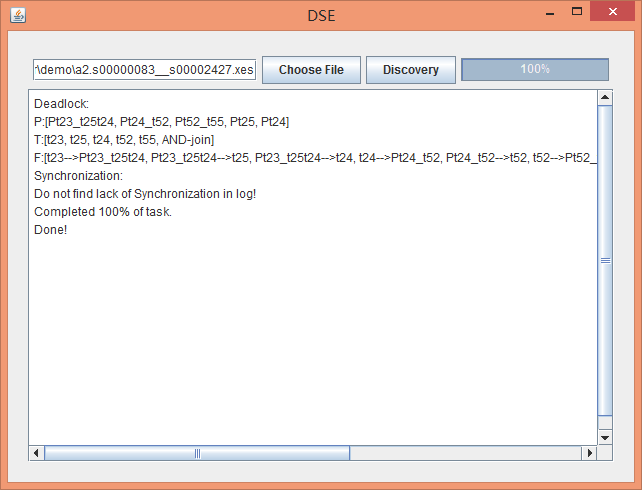 DSE
:\demo\a2.s00000083__s00002427.xes
Choose File
Discovery
100%
Deadlock:
P:[Pt23_t25t24, Pt24_t52, Pt52_t55, Pt25, Pt24]
T:[t23, t25, t24, t52, t55, AND-join]
F:[t23-->Pt23_t25t24, Pt23_t25t24-->t25, Pt23_t25t24-->t24, t24-->Pt24_t52, Pt24_t52-->t52, t52-->Pt52_
Synchronization:
Do not find lack of Synchronization in log!
Completed 100% of task.
Done!